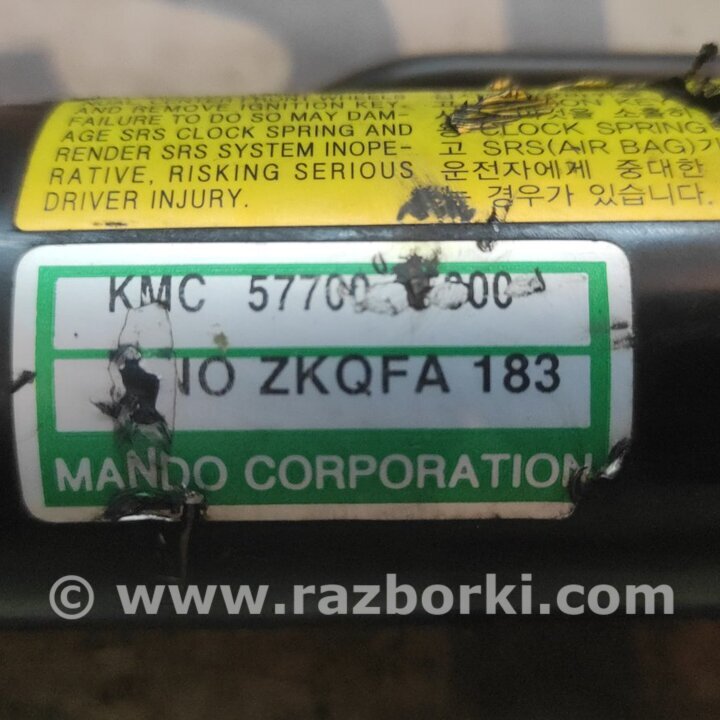 AND REMOVE IGNITION KEY.
FAILURE TO DO SO MAY DAM-
AGE SRS CLOCK SPRING AND
RENDER SRS SYSTEM INOPE-
RATIVE, RISKING SERIOUS
DRIVER INJURY.
CLOCK SPRING
고 SRS(AIR BAG)가
운전자에게 중대한
경우가 있습니다.
KMC 57700
NO ZKQFA 183
MANDO CORPORATION
© www.razborki.com